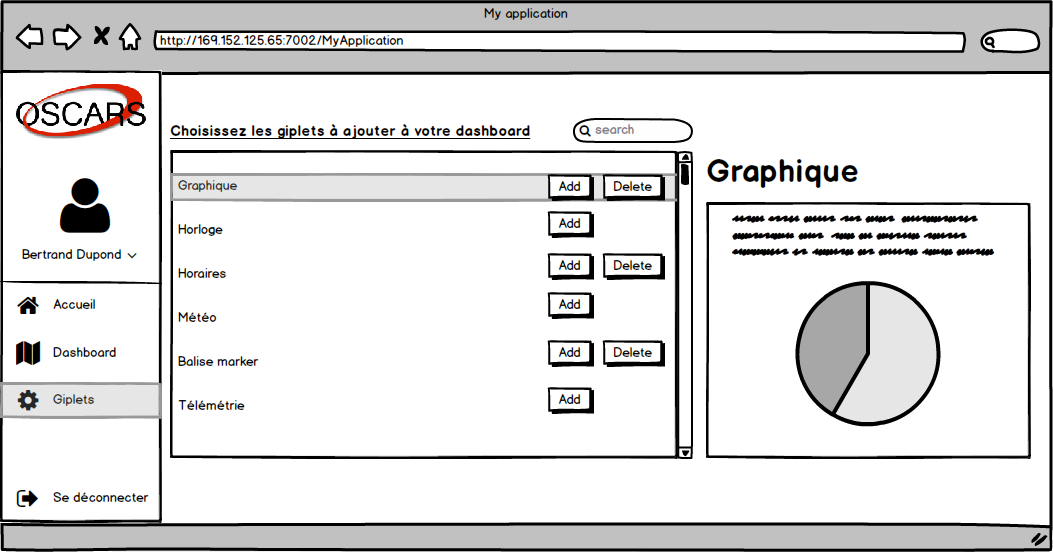 My application
http://169.152.125.65:7002/MyApplication
OSCARS
Bertrand Dupond
Accueil
Dashboard
Giplets
Se déconnecter
Choisissez les giplets à ajouter à votre dashboard
search
Graphique Add Delete
Horloge Add
Horaires Add Delete
Météo Add
Balise marker Add Delete
Télémétrie Add
Graphique